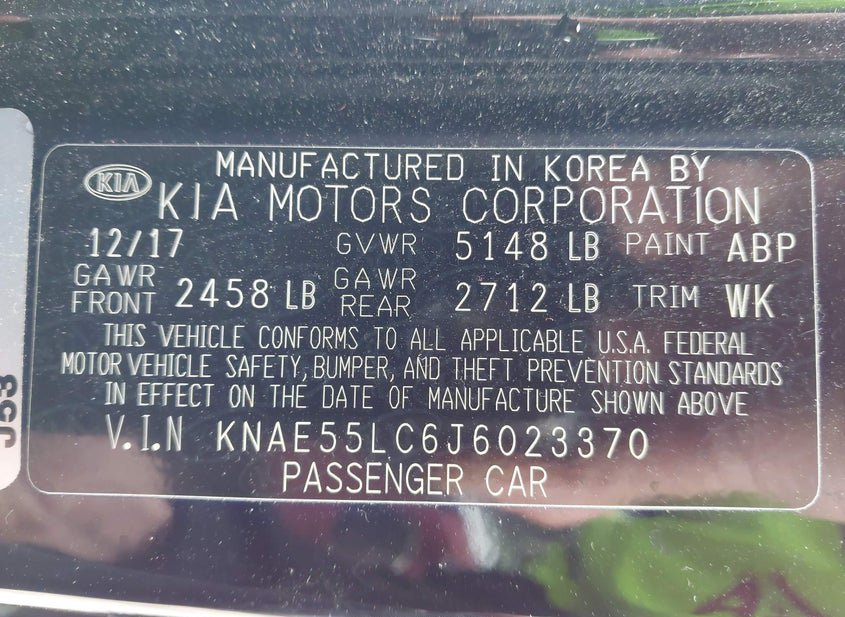 MANUFACTURED IN KOREA BY
KIA KIA MOTORS CORPORATION
12/17 GVWR 5148 LB PAINT ABP
GAWR FRONT 2458 LB GAWR REAR 2712 LB TRIM WK
THIS VEHICLE CONFORMS TO ALL APPLICABLE U.S.A. FEDERAL
MOTOR VEHICLE SAFETY, BUMPER, AND THEFT PREVENTION STANDARDS
IN EFFECT ON THE DATE OF MANUFACTURE SHOWN ABOVE
V.I.N KNAE55LC6J6023370
PASSENGER CAR